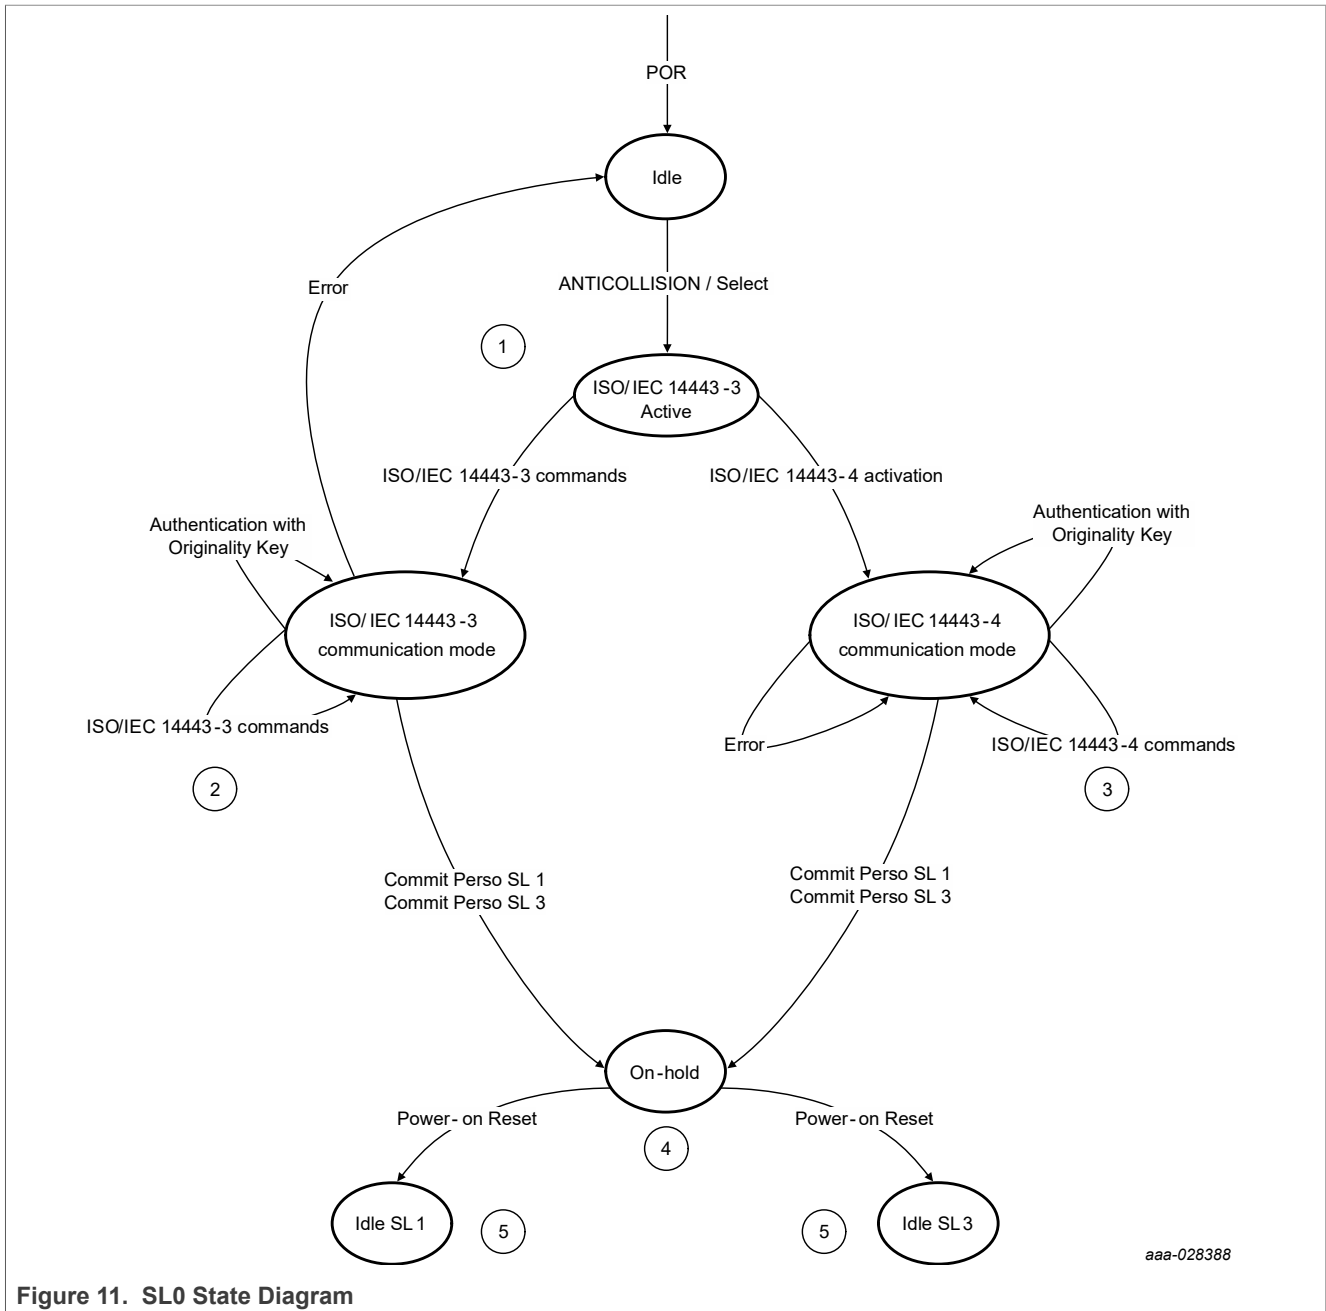 POR
Idle
ANTICOLLISION / Select
Error
1
ISO/IEC 14443-3
Active
ISO/IEC 14443-3 commands
ISO/IEC 14443-4 activation
Authentication with
Originality Key
Authentication with
Originality Key
ISO/IEC 14443-3
communication mode
ISO/IEC 14443-4
communication mode
ISO/IEC 14443-3 commands
Error
ISO/IEC 14443-4 commands
2
3
Commit Perso SL 1
Commit Perso SL 3
Commit Perso SL 1
Commit Perso SL 3
On-hold
Power-on Reset
Power-on Reset
4
Idle SL 1
5
5
Idle SL 3
aaa-028388
Figure 11. SL0 State Diagram